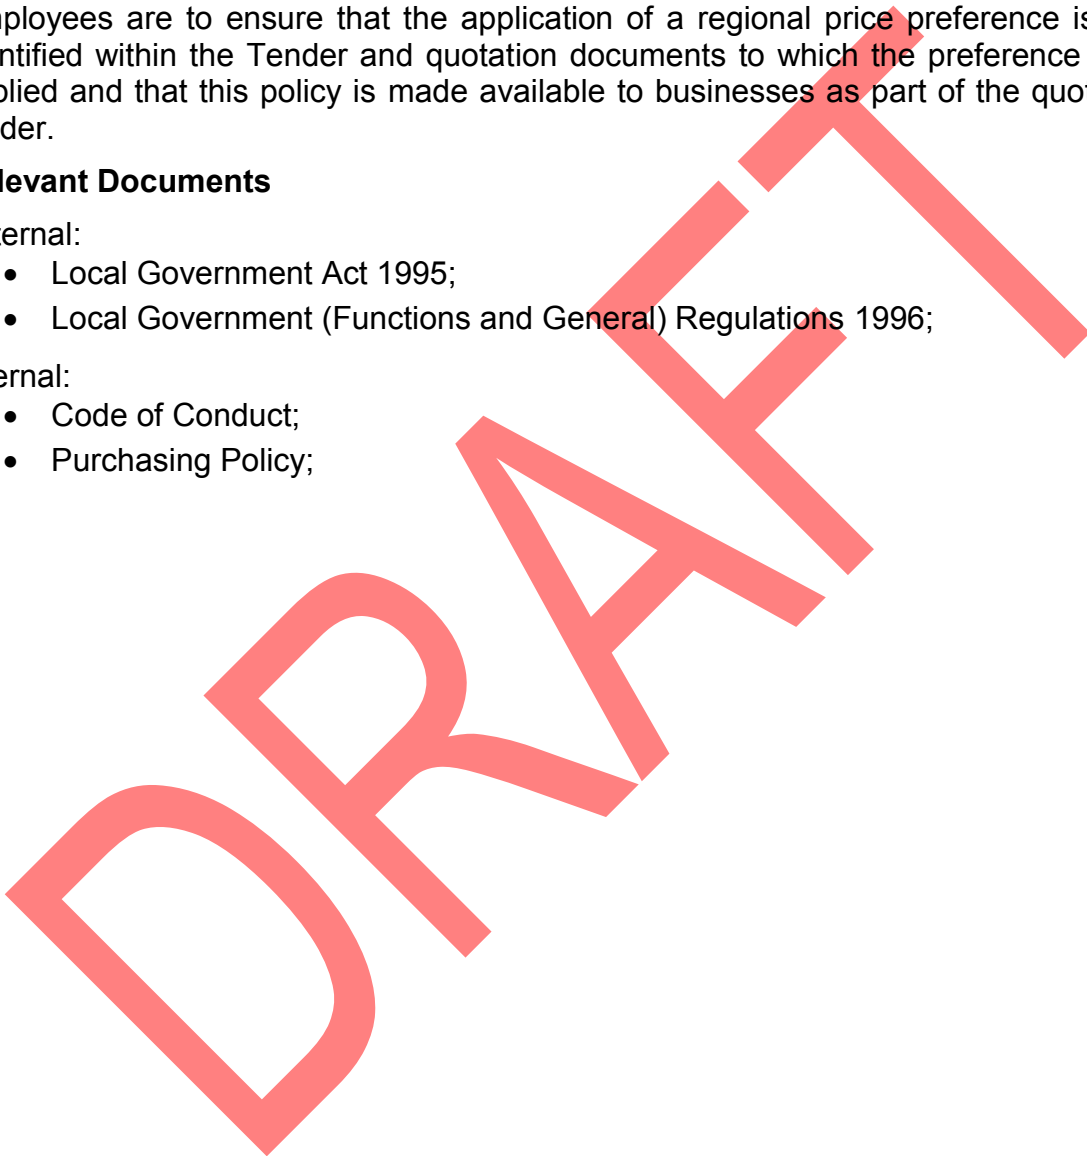 ployees are to ensure that the application of a regional price preference is
ntified within the Tender and quotation documents to which the preference
lied and that this policy is made available to businesses as part of the quot
der.
levant Documents
ernal:
• Local Government Act 1995;
• Local Government (Functions and General) Regulations 1996;
ernal:
• Code of Conduct;
• Purchasing Policy;
DRAFT